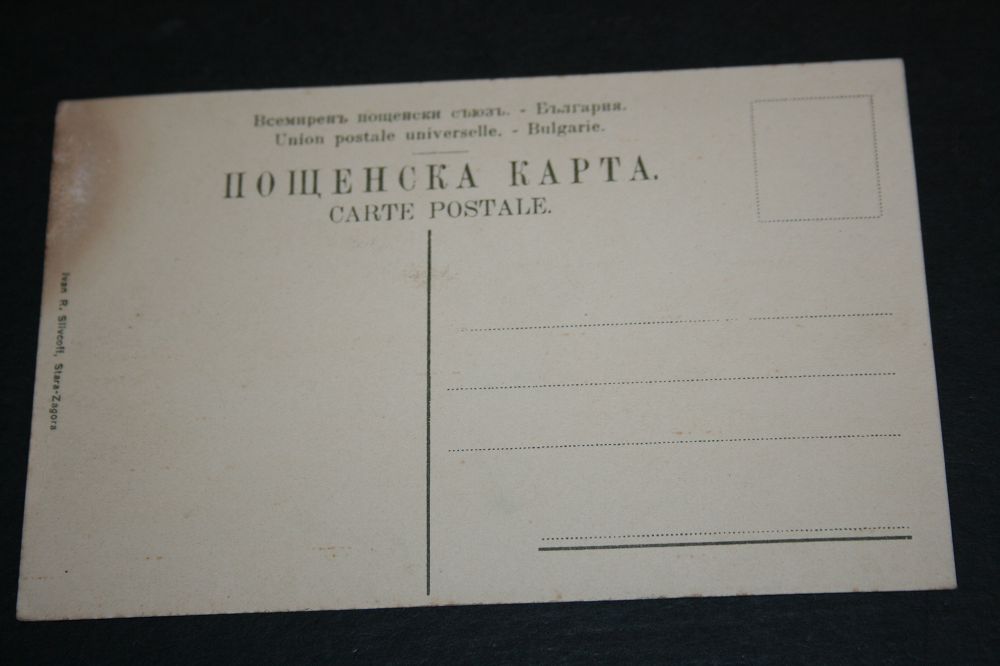 Всемиренъ пощенски съюзъ. - България.
Union postale universelle. - Bulgarie.
ПОЩЕНСКА КАРТА.
CARTE POSTALE.
Ivan R. Slivcoff, Stara-Zagora